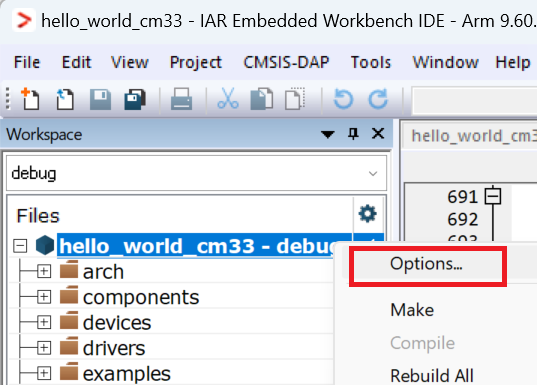 hello_world_cm33 - IAR Embedded Workbench IDE - Arm 9.60.
File Edit View Project CMSIS-DAP Tools Window Help
Workspace
hello_world_cm3
debug
Files
691
692
693
hello_world_cm33 - debug
Options...
arch
components
Make
devices
Compile
drivers
Rebuild All
examples